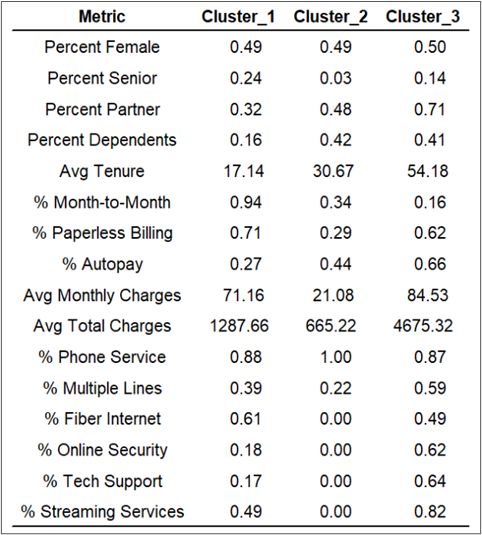 Metric Cluster_1 Cluster_2 Cluster_3
Percent Female 0.49 0.49 0.50
Percent Senior 0.24 0.03 0.14
Percent Partner 0.32 0.48 0.71
Percent Dependents 0.16 0.42 0.41
Avg Tenure 17.14 30.67 54.18
% Month-to-Month 0.94 0.34 0.16
% Paperless Billing 0.71 0.29 0.62
% Autopay 0.27 0.44 0.66
Avg Monthly Charges 71.16 21.08 84.53
Avg Total Charges 1287.66 665.22 4675.32
% Phone Service 0.88 1.00 0.87
% Multiple Lines 0.39 0.22 0.59
% Fiber Internet 0.61 0.00 0.49
% Online Security 0.18 0.00 0.62
% Tech Support 0.17 0.00 0.64
% Streaming Services 0.49 0.00 0.82